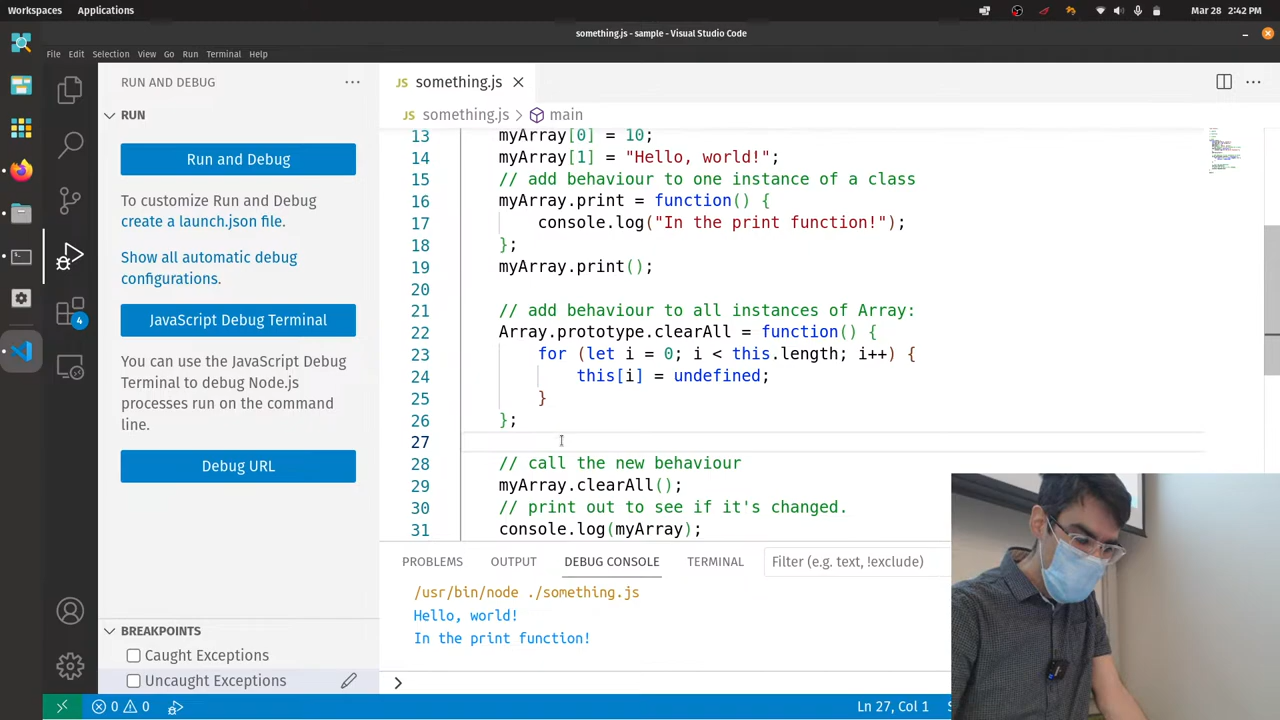 Workspaces Applications Mar 28 2:42 PM
something.js - sample - Visual Studio Code
File Edit Selection View Go Run Terminal Help
RUN AND DEBUG
RUN
Run and Debug
To customize Run and Debug
create a launch.json file.
Show all automatic debug
configurations.
JavaScript Debug Terminal
You can use the JavaScript Debug
Terminal to debug Node.js
processes run on the command
line.
Debug URL
4
BREAKPOINTS
Caught Exceptions
Uncaught Exceptions
JS something.js
JS something.js > main
13 myArray[0] = 10;
14 myArray[1] = "Hello, world!";
15 // add behaviour to one instance of a class
16 myArray.print = function() {
17 console.log("In the print function!");
18 };
19 myArray.print();
20
21 // add behaviour to all instances of Array:
22 Array.prototype.clearAll = function() {
23 for (let i = 0; i < this.length; i++) {
24 this[i] = undefined;
25 }
26 };
27
28 // call the new behaviour
29 myArray.clearAll();
30 // print out to see if it's changed.
31 console.log(myArray);
PROBLEMS OUTPUT DEBUG CONSOLE TERMINAL Filter (e.g. text, !exclude)
/usr/bin/node ./something.js
Hello, world!
In the print function!
>
0 0 Ln 27, Col 1